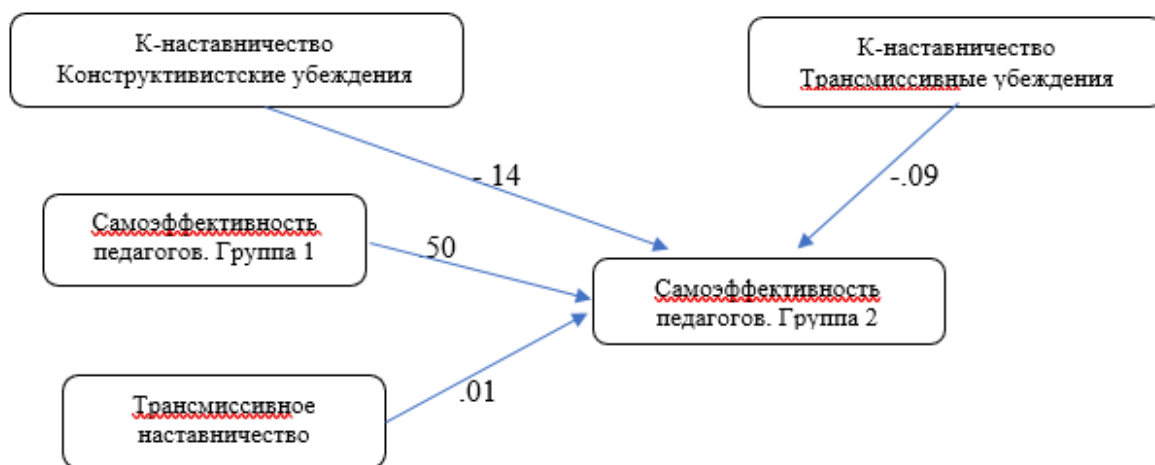 К-наставничество
Конструктивистские убеждения
К-наставничество
Трансмиссивные убеждения
-.14
-.09
Самоэффективность
педагогов. Группа 1
.50
Самоэффективность
педагогов. Группа 2
.01
Трансмиссивное
наставничество